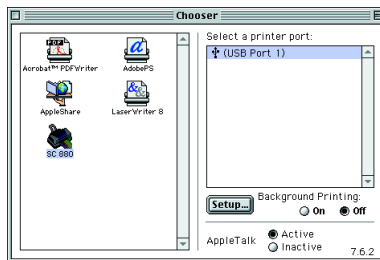 Chooser
Select a printer port:
(USB Port 1)
Acrobat™ PDFWriter
AdobePS
AppleShare
LaserWriter 8
SC 880
Setup...
Background Printing:
On Off
AppleTalk
Active
Inactive
7.6.2